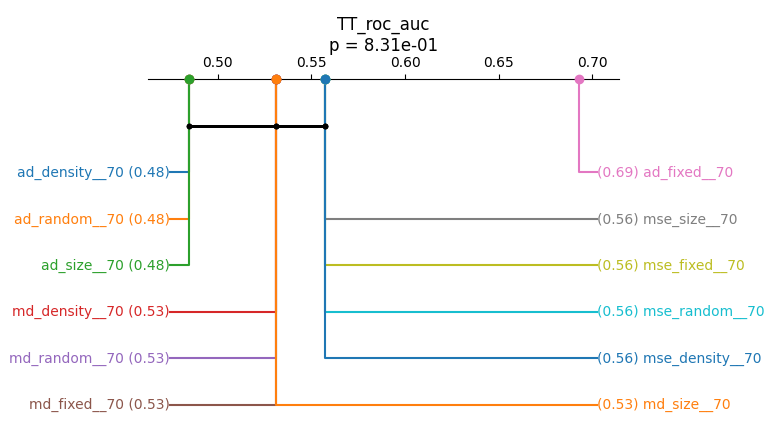 TT_roc_auc
p = 8.31e-01
0.50 0.55 0.60 0.65 0.70
ad_density__70 (0.48)
(0.69) ad_fixed__70
ad_random__70 (0.48)
(0.56) mse_size__70
ad_size__70 (0.48)
(0.56) mse_fixed__70
md_density__70 (0.53)
(0.56) mse_random__70
md_random__70 (0.53)
(0.56) mse_density__70
md_fixed__70 (0.53)
(0.53) md_size__70